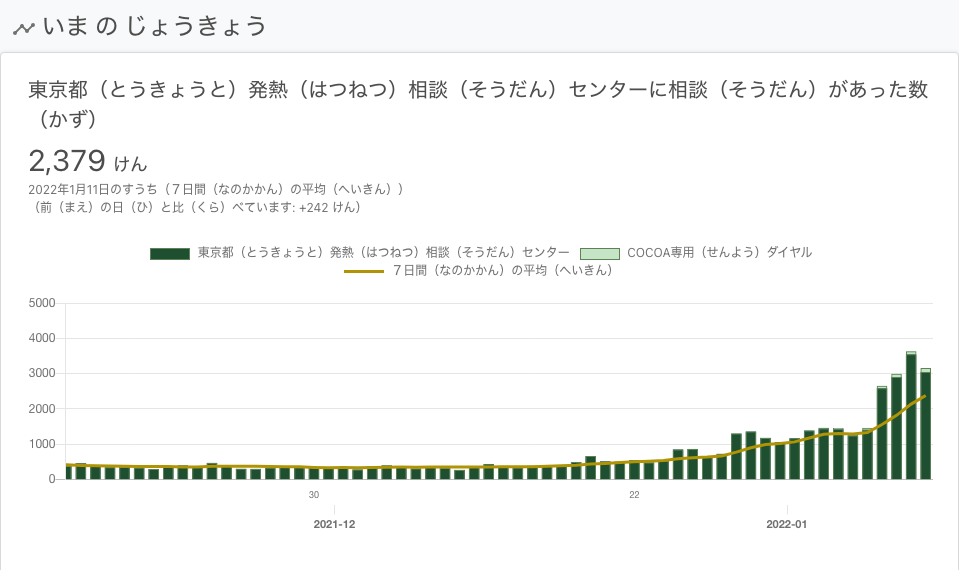 いま の じょうきょう
東京都（とうきょうと）発熱（はつねつ）相談（そうだん）センターに相談（そうだん）があった数
（かず）
2,379 けん
2022年1月11日のすうち（７日間（なのかかん）の平均（へいきん））
（前（まえ）の日（ひ）と比（くら）べています: +242 けん）
東京都（とうきょうと）発熱（はつねつ）相談（そうだん）センター COCOA専用（せんよう）ダイヤル
７日間（なのかかん）の平均（へいきん）
5000
4000
3000
2000
1000
0
30 22
2021-12 2022-01